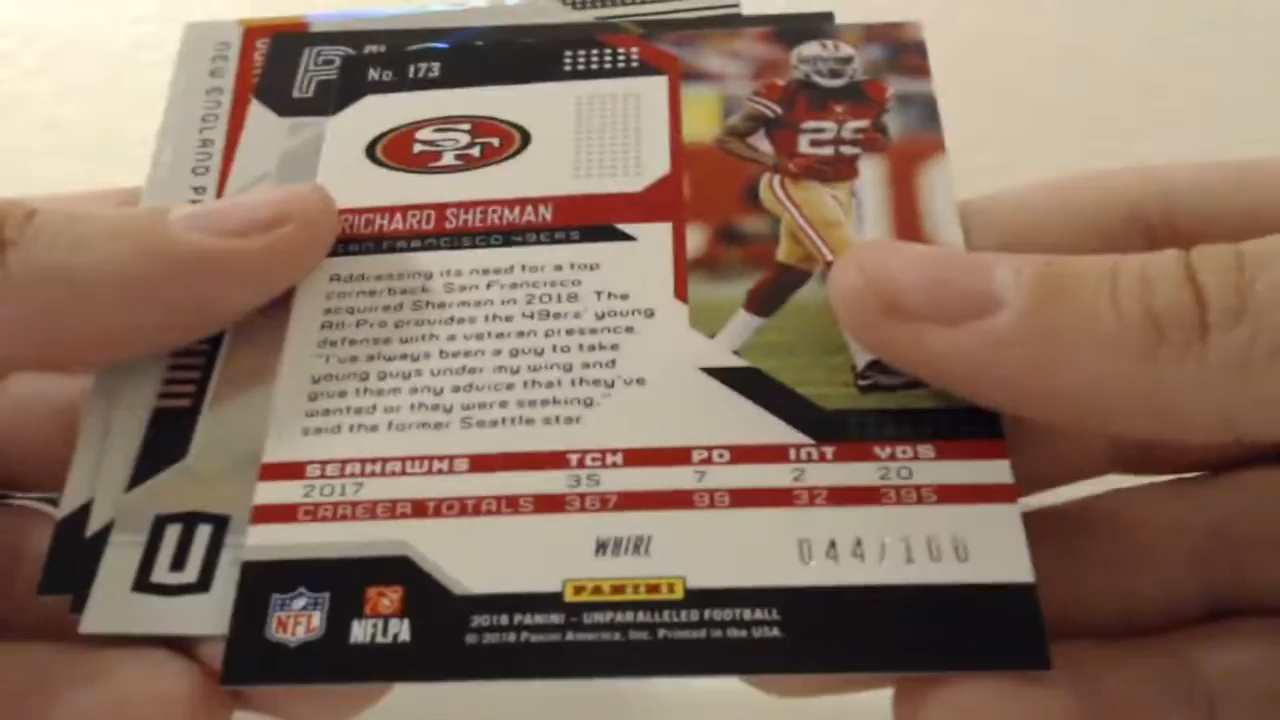 NEW ENGLAND
No. 173
SF
25
RICHARD SHERMAN
SAN FRANCISCO 49ERS
Addressing its need for a top
cornerback, San Francisco
acquired Sherman in 2018. The
All-Pro provides the 49ers' young
defense with a veteran presence.
"I've always been a guy to take
young guys under my wing and
give them any advice that they've
wanted or they were seeking,"
said the former Seattle star.
SEAHAWKS TCK PD INT YDS
2017 35 7 2 20
CAREER TOTALS 367 99 32 395
WHIRL 044/100
U
PANINI
NFL NFLPA
2018 PANINI – UNPARALLELED FOOTBALL
© 2018 Panini America, Inc. Printed in the USA.